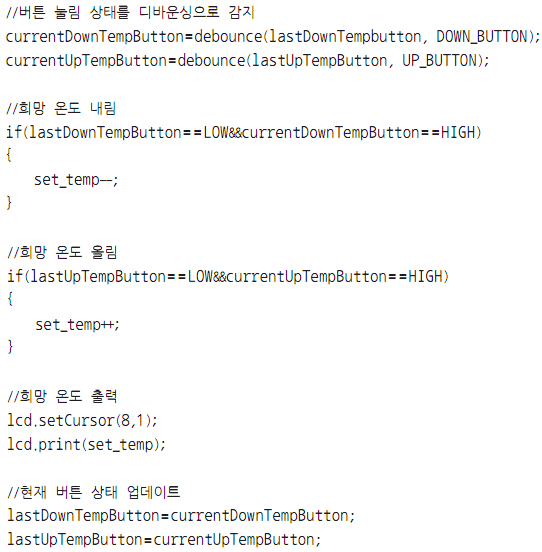 //버튼 눌림 상태를 디바운싱으로 감지
currentDownTempButton=debounce(lastDownTempbutton, DOWN_BUTTON);
currentUpTempButton=debounce(lastUpTempButton, UP_BUTTON);
//희망 온도 내림
if(lastDownTempButton==LOW&&currentDownTempButton==HIGH)
{
set_temp--;
}
//희망 온도 올림
if(lastUpTempButton==LOW&&currentUpTempButton==HIGH)
{
set_temp++;
}
//희망 온도 출력
lcd.setCursor(8,1);
lcd.print(set_temp);
//현재 버튼 상태 업데이트
lastDownTempButton=currentDownTempButton;
lastUpTempButton=currentUpTempButton;